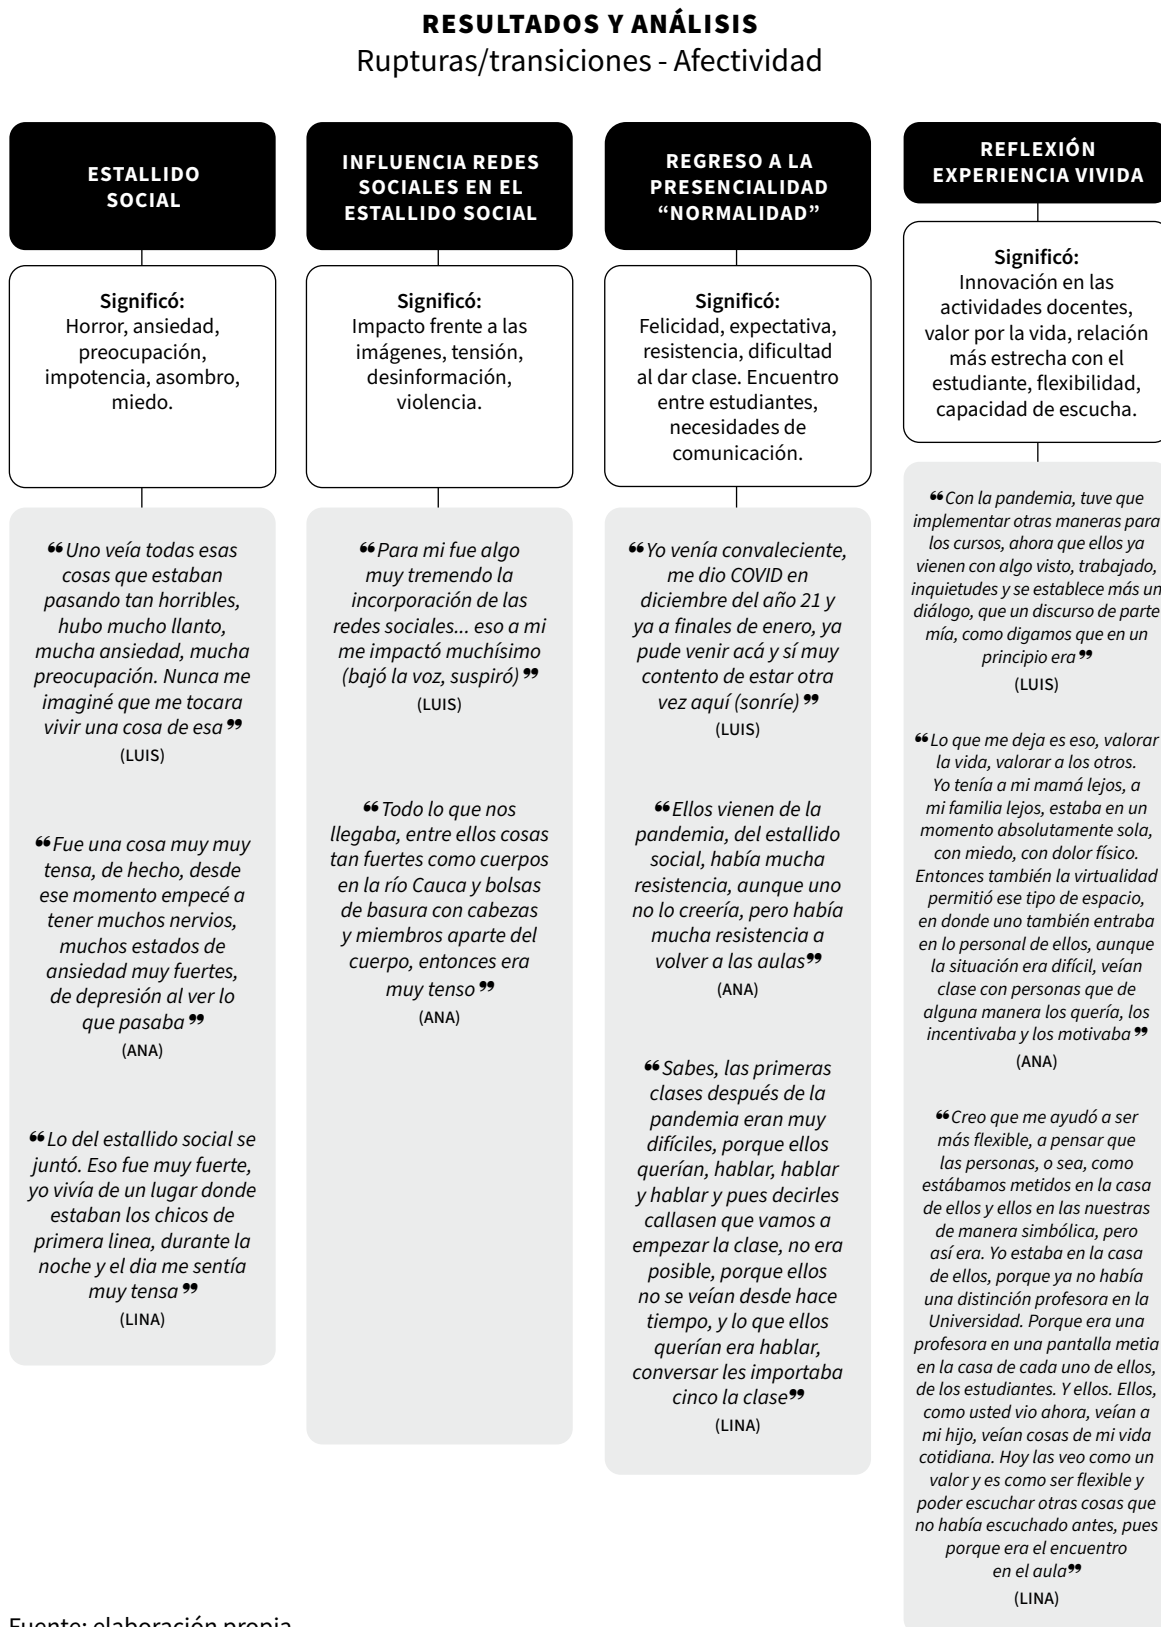 RESULTADOS Y ANÁLISIS
Rupturas/transiciones - Afectividad
ESTALLIDO
SOCIAL
Significó:
Horror, ansiedad,
preocupación,
impotencia, asombro,
miedo.
❝Uno veía todas esas
cosas que estaban
pasando tan horribles,
hubo mucho llanto,
mucha ansiedad, mucha
preocupación. Nunca me
imaginé que me tocara
vivir una cosa de esa❞
(LUIS)
❝Fue una cosa muy muy
tensa, de hecho, desde
ese momento empecé a
tener muchos nervios,
muchos estados de
ansiedad muy fuertes,
de depresión al ver lo
que pasaba❞
(ANA)
❝Lo del estallido social se
juntó. Eso fue muy fuerte,
yo vivía de un lugar donde
estaban los chicos de
primera linea, durante la
noche y el dia me sentía
muy tensa❞
(LINA)
INFLUENCIA REDES
SOCIALES EN EL
ESTALLIDO SOCIAL
Significó:
Impacto frente a las
imágenes, tensión,
desinformación,
violencia.
❝Para mi fue algo
muy tremendo la
incorporación de las
redes sociales... eso a mi
me impactó muchísimo
(bajó la voz, suspiró)❞
(LUIS)
❝Todo lo que nos
llegaba, entre ellos cosas
tan fuertes como cuerpos
en la río Cauca y bolsas
de basura con cabezas
y miembros aparte del
cuerpo, entonces era
muy tenso❞
(ANA)
REGRESO A LA
PRESENCIALIDAD
“NORMALIDAD”
Significó:
Felicidad, expectativa,
resistencia, dificultad
al dar clase. Encuentro
entre estudiantes,
necesidades de
comunicación.
❝Yo venía convaleciente,
me dio COVID en
diciembre del año 21 y
ya a finales de enero, ya
pude venir acá y sí muy
contento de estar otra
vez aquí (sonríe)❞
(LUIS)
❝Ellos vienen de la
pandemia, del estallido
social, había mucha
resistencia, aunque uno
no lo creería, pero había
mucha resistencia a
volver a las aulas❞
(ANA)
❝Sabes, las primeras
clases después de la
pandemia eran muy
difíciles, porque ellos
querían, hablar, hablar
y hablar y pues decirles
callasen que vamos a
empezar la clase, no era
posible, porque ellos
no se veían desde hace
tiempo, y lo que ellos
querían era hablar,
conversar les importaba
cinco la clase❞
(LINA)
REFLEXIÓN
EXPERIENCIA VIVIDA
Significó:
Innovación en las
actividades docentes,
valor por la vida, relación
más estrecha con el
estudiante, flexibilidad,
capacidad de escucha.
❝Con la pandemia, tuve que
implementar otras maneras para
los cursos, ahora que ellos ya
vienen con algo visto, trabajado,
inquietudes y se establece más un
diálogo, que un discurso de parte
mía, como digamos que en un
principio era❞
(LUIS)
❝Lo que me deja es eso, valorar
la vida, valorar a los otros.
Yo tenía a mi mamá lejos, a
mi familia lejos, estaba en un
momento absolutamente sola,
con miedo, con dolor físico.
Entonces también la virtualidad
permitió ese tipo de espacio,
en donde uno también entraba
en lo personal de ellos, aunque
la situación era difícil, veían
clase con personas que de
alguna manera los quería, los
incentivaba y los motivaba❞
(ANA)
❝Creo que me ayudó a ser
más flexible, a pensar que
las personas, o sea, como
estábamos metidos en la casa
de ellos y ellos en las nuestras
de manera simbólica, pero
así era. Yo estaba en la casa
de ellos, porque ya no había
una distinción profesora en la
Universidad. Porque era una
profesora en una pantalla metia
en la casa de cada uno de ellos,
de los estudiantes. Y ellos. Ellos,
como usted vio ahora, veían a
mi hijo, veían cosas de mi vida
cotidiana. Hoy las veo como un
valor y es como ser flexible y
poder escuchar otras cosas que
no había escuchado antes, pues
porque era el encuentro
en el aula❞
(LINA)
Fuente: elaboración propia